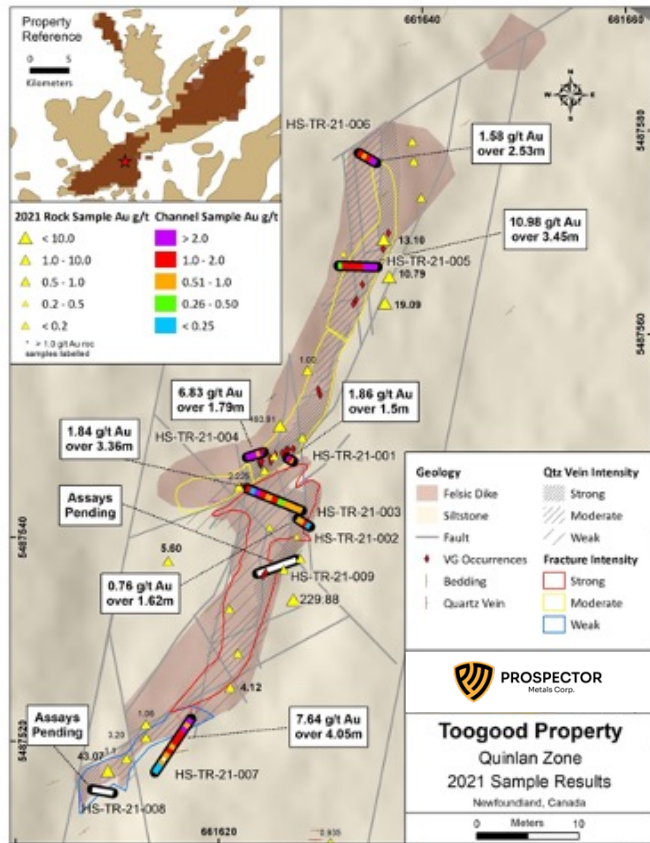 Property
Reference
0 5
Kilometers
661640
661660
N
W E
S
5487580
HS-TR-21-006
1.58 g/t Au
over 2.53m
2021 Rock Sample Au g/t
Channel Sample Au g/t
< 10.0
> 2.0
1.0 - 10.0
1.0 - 2.0
0.5 - 1.0
0.51 - 1.0
0.2 - 0.5
0.26 - 0.50
< 0.2
< 0.25
* > 1.0 g/t Au roc
samples labelled
10.98 g/t Au
over 3.45m
13.10
HS-TR-21-005
10.79
19.09
5487560
1.00
6.83 g/t Au
over 1.79m
1.86 g/t Au
over 1.5m
1.84 g/t Au
over 3.36m
HS-TR-21-004
HS-TR-21-001
Assays
Pending
HS-TR-21-003
HS-TR-21-002
5487540
5.60
HS-TR-21-009
0.76 g/t Au
over 1.62m
229.88
4.12
Geology
Felsic Dike
Siltstone
Fault
VG Occurrences
Bedding
Quartz Vein
Qtz Vein Intensity
Strong
Moderate
Weak
Fracture Intensity
Strong
Moderate
Weak
Assays
Pending
1.06
3.20
43.07
7.64 g/t Au
over 4.05m
HS-TR-21-007
HS-TR-21-008
5487520
PROSPECTOR
Metals Corp.
Toogood Property
Quinlan Zone
2021 Sample Results
Newfoundland, Canada
Meters
0 10
661620
0.935